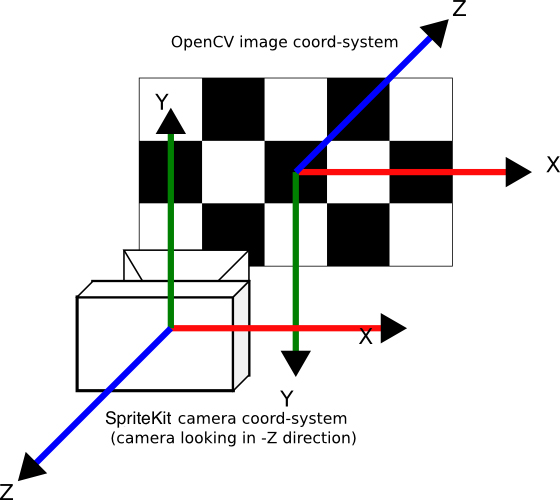 Z
OpenCV image coord-system
Y
X
X
Y
SpriteKit camera coord-system
(camera looking in -Z direction)
Z